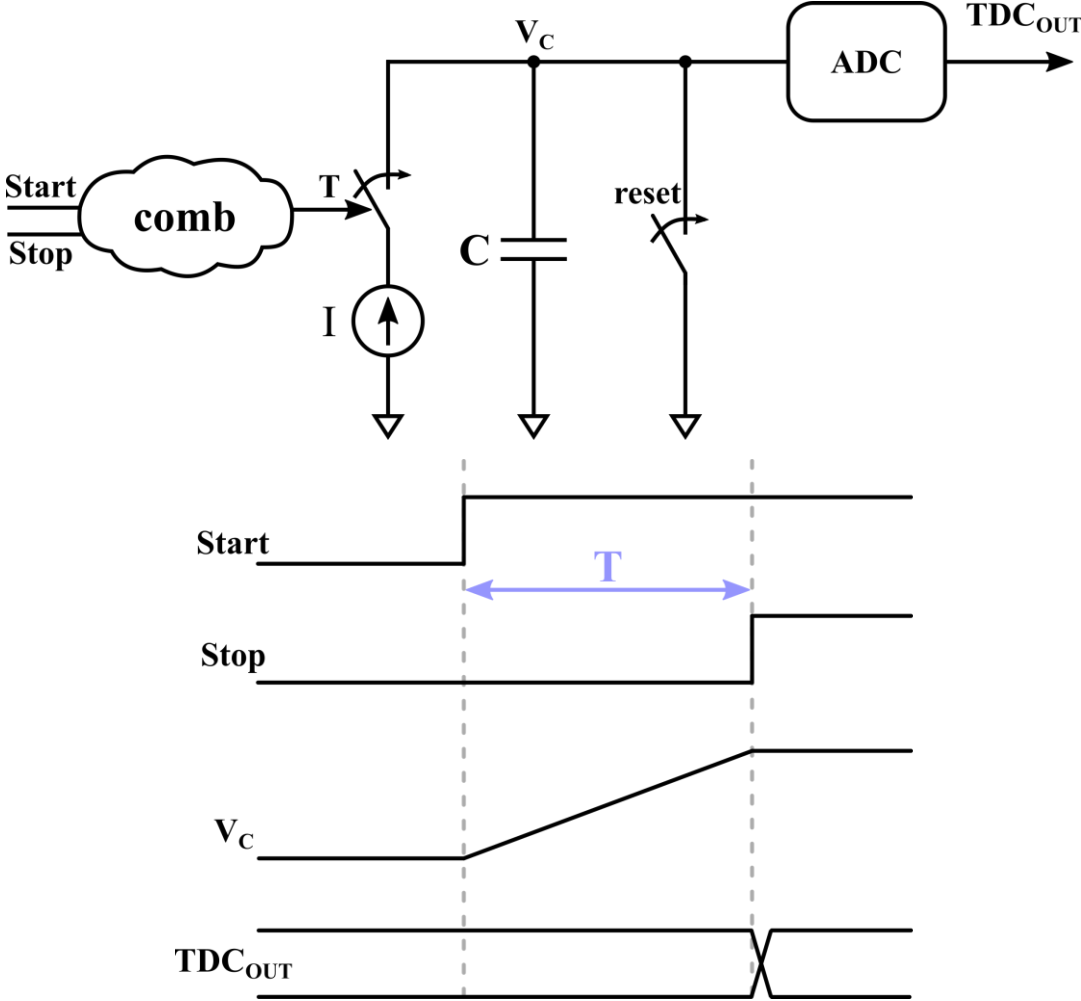 TDC_OUT
V_C
ADC
Start
T
reset
comb
Stop
C
I
Start
T
Stop
V_C
TDC_OUT